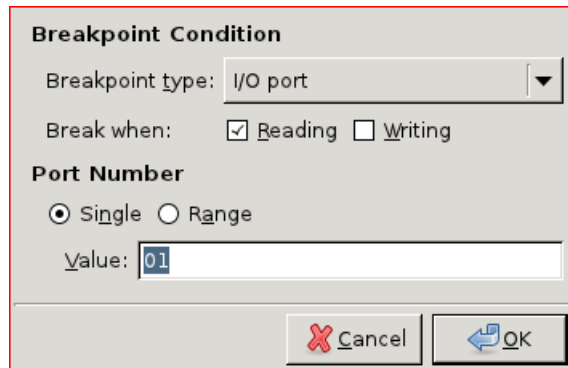 Breakpoint Condition
Breakpoint type: I/O port
Break when: Reading Writing
Port Number
Single Range
Value: 01
Cancel OK